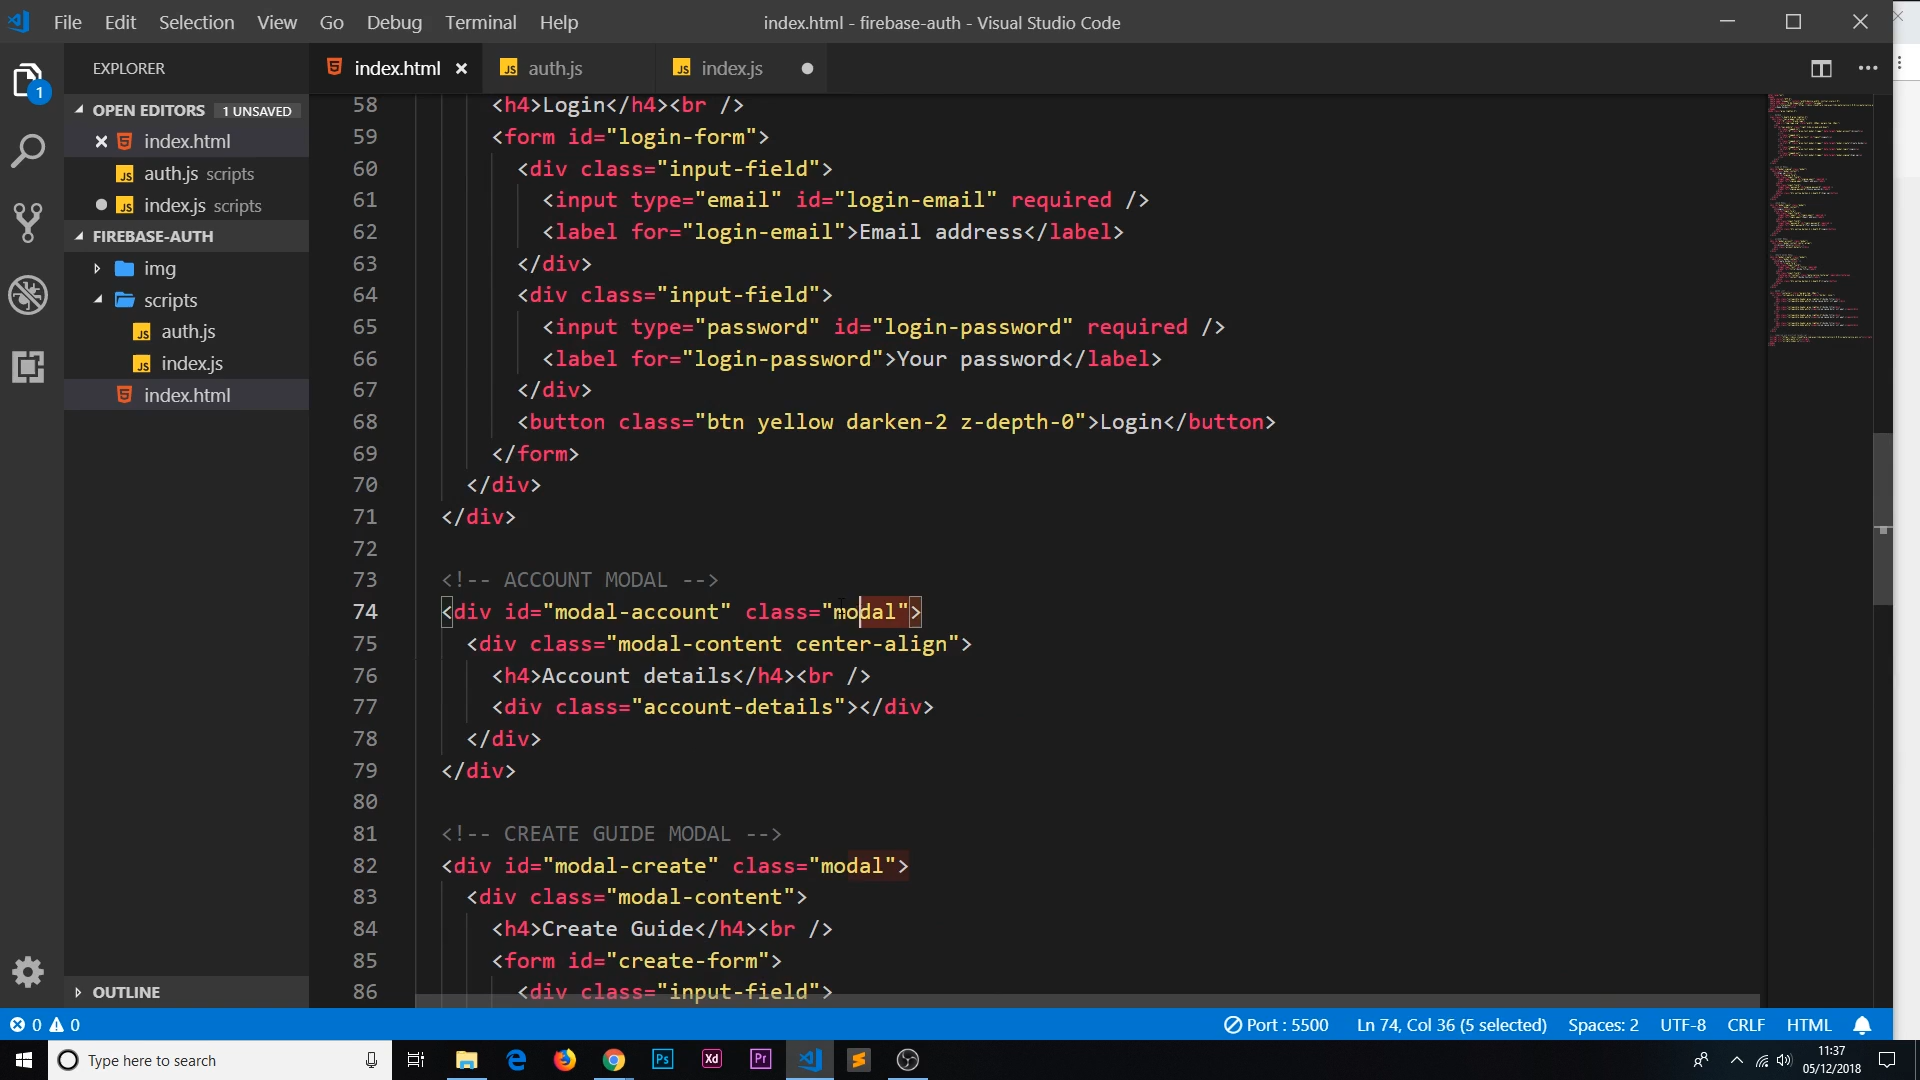 File Edit Selection View Go Debug Terminal Help
index.html - firebase-auth - Visual Studio Code
EXPLORER
OPEN EDITORS 1 UNSAVED
index.html
auth.js scripts
index.js scripts
FIREBASE-AUTH
img
scripts
auth.js
index.js
index.html
OUTLINE
1
index.html auth.js index.js
58 <h4>Login</h4><br />
59 <form id="login-form">
60 <div class="input-field">
61 <input type="email" id="login-email" required />
62 <label for="login-email">Email address</label>
63 </div>
64 <div class="input-field">
65 <input type="password" id="login-password" required />
66 <label for="login-password">Your password</label>
67 </div>
68 <button class="btn yellow darken-2 z-depth-0">Login</button>
69 </form>
70 </div>
71 </div>
72
73 <!-- ACCOUNT MODAL -->
74 <div id="modal-account" class="modal">
75 <div class="modal-content center-align">
76 <h4>Account details</h4><br />
77 <div class="account-details"></div>
78 </div>
79 </div>
80
81 <!-- CREATE GUIDE MODAL -->
82 <div id="modal-create" class="modal">
83 <div class="modal-content">
84 <h4>Create Guide</h4><br />
85 <form id="create-form">
86 <div class="input-field">
0 0 Port : 5500 Ln 74, Col 36 (5 selected) Spaces: 2 UTF-8 CRLF HTML
Type here to search
Ps Xd Pr
11:37
05/12/2018